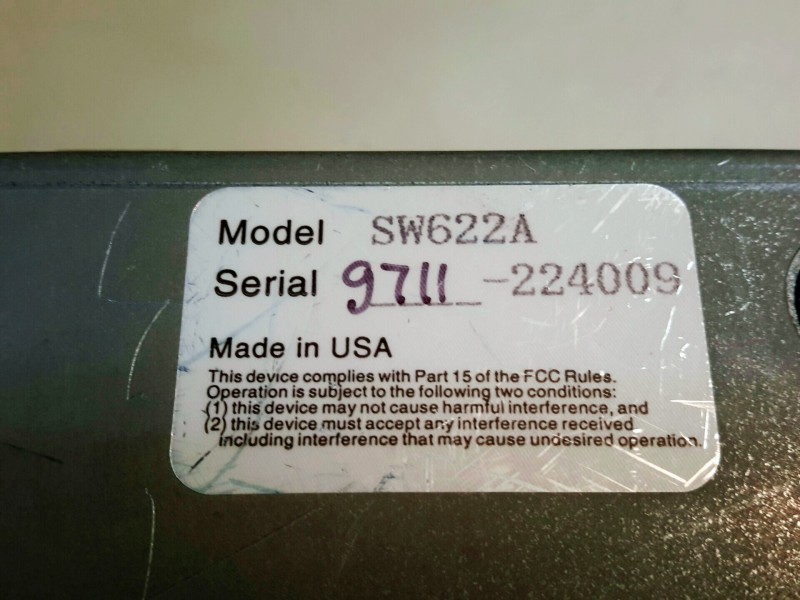 Model SW622A
Serial 9711-224009
Made in USA
This device complies with Part 15 of the FCC Rules.
Operation is subject to the following two conditions:
(1) this device may not cause harmful interference, and
(2) this device must accept any interference received
including interference that may cause undesired operation.